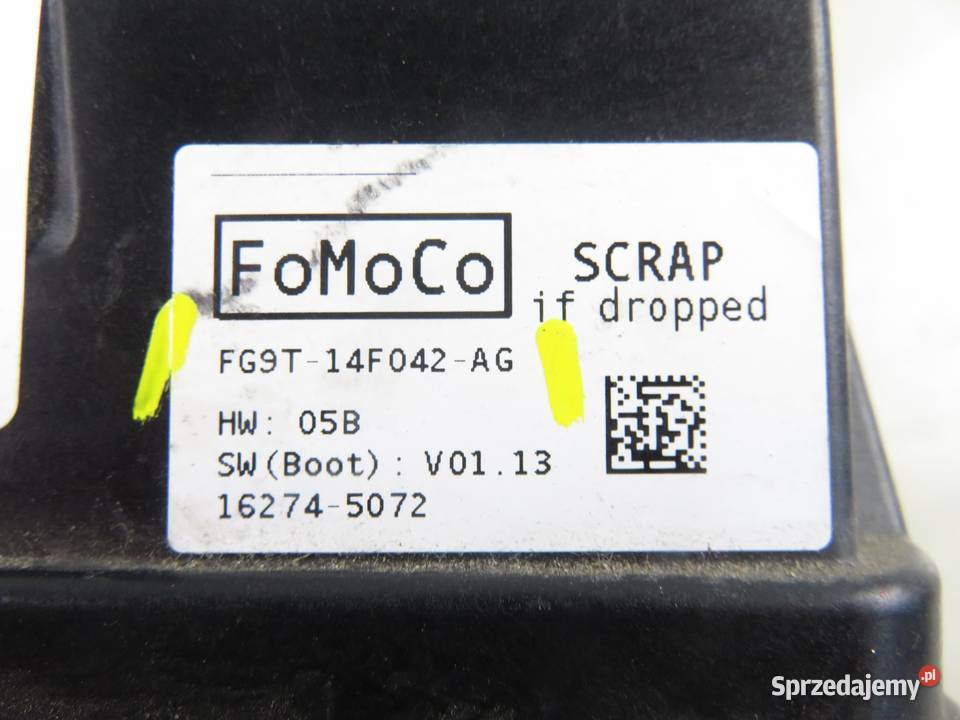 FoMoCo
SCRAP
if dropped
FG9T-14F042-AG
HW: 05B
SW(Boot): V01.13
16274-5072
Sprzedajemy.pl